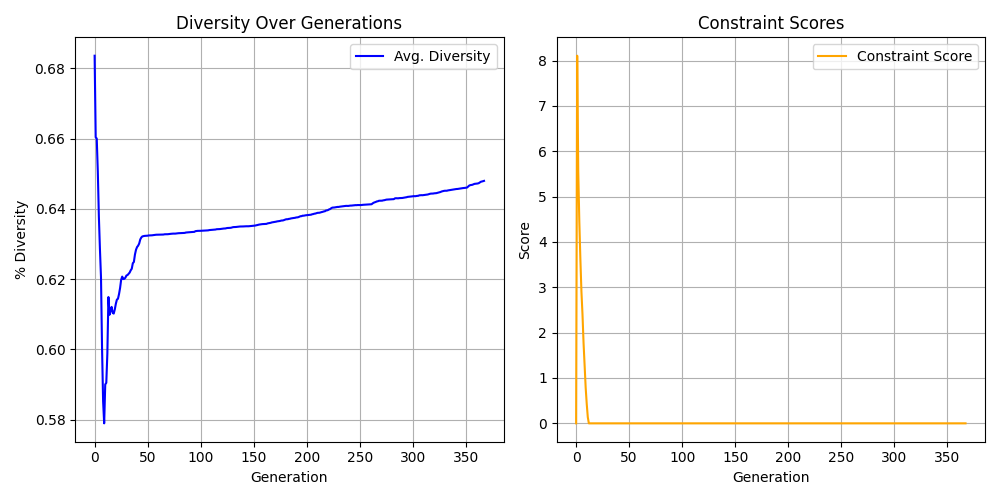 Diversity Over Generations
Avg. Diversity
% Diversity
0.68
0.66
0.64
0.62
0.60
0.58
0 50 100 150 200 250 300 350
Generation
Constraint Scores
Constraint Score
Score
8
7
6
5
4
3
2
1
0
0 50 100 150 200 250 300 350
Generation